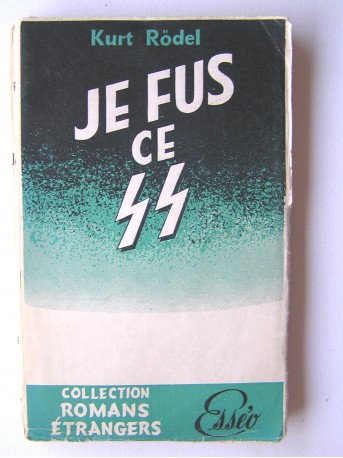 Kurt Rödel
JE FUS
CE
SS
COLLECTION
ROMANS
ÉTRANGERS
Esséo